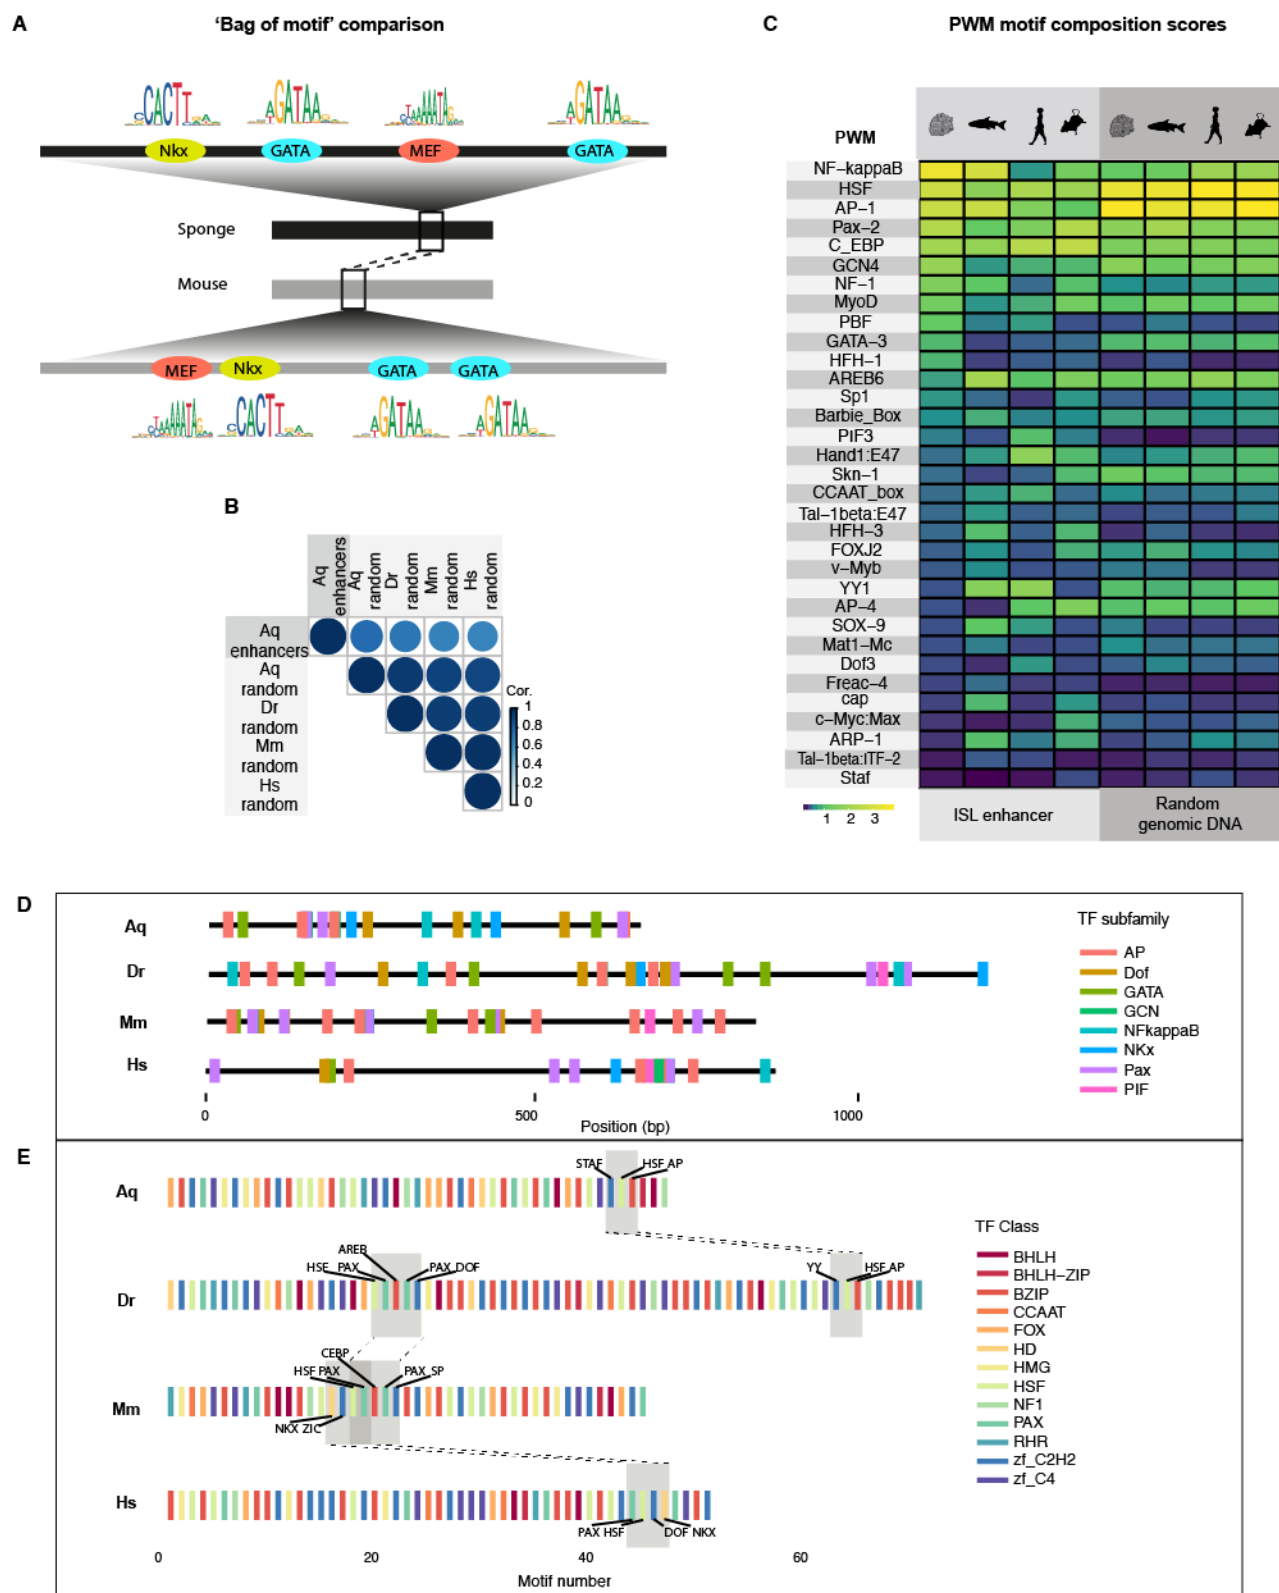 A
'Bag of motif' comparison
CACTT
GATAA
AAATA
GATAA
Nkx
GATA
MEF
GATA
Sponge
Mouse
MEF
Nkx
GATA
GATA
AAATA
CACTT
GATAA
GATAA
B
Aq enhancers
Aq random
Dr random
Mm random
Hs random
Aq enhancers
Aq random
Dr random
Mm random
Hs random
Cor.
1
0.8
0.6
0.4
0.2
0
C
PWM motif composition scores
PWM
NF-kappaB
HSF
AP-1
Pax-2
C_EBP
GCN4
NF-1
MyoD
PBF
GATA-3
HFH-1
AREB6
Sp1
Barbie_Box
PIF3
Hand1:E47
Skn-1
CCAAT_box
Tal-1beta:E47
HFH-3
FOXJ2
v-Myb
YY1
AP-4
SOX-9
Mat1-Mc
Dof3
Freac-4
cap
c-Myc:Max
ARP-1
Tal-1beta:ITF-2
Staf
1 2 3
ISL enhancer
Random
genomic DNA
D
Aq
Dr
Mm
Hs
0 500 1000
Position (bp)
TF subfamily
AP
Dof
GATA
GCN
NFkappaB
NKx
Pax
PIF
E
Aq
STAF HSF AP
Dr
AREB
HSF PAX PAX DOF
YY HSF AP
Mm
CEBP
HSF PAX PAX SP
NKX ZIC
Hs
PAX HSF DOF NKX
0 20 40 60
Motif number
TF Class
BHLH
BHLH-ZIP
BZIP
CCAAT
FOX
HD
HMG
HSF
NF1
PAX
RHR
zf_C2H2
zf_C4